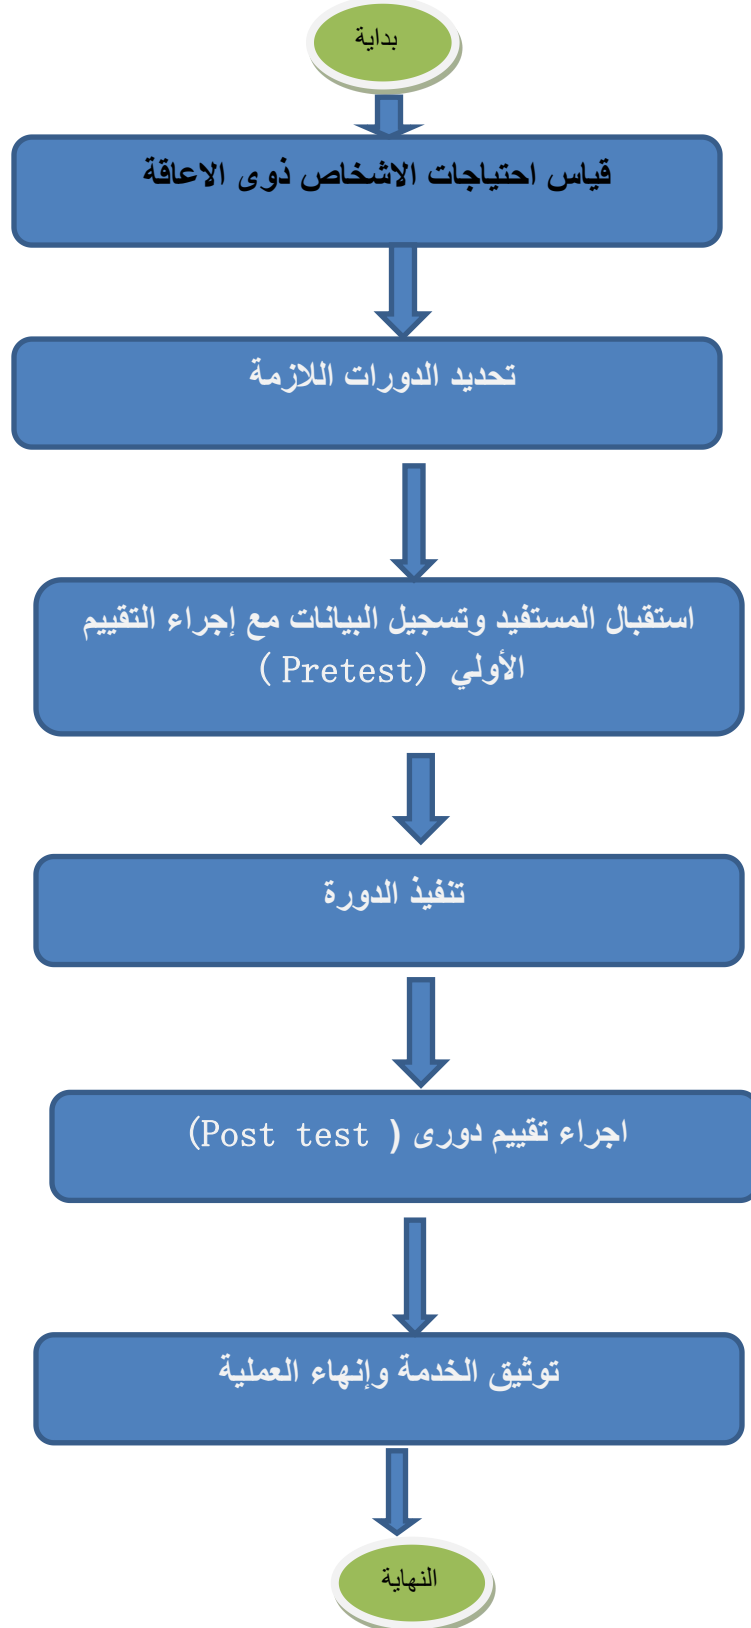 بداية
قياس احتياجات الاشخاص ذوى الاعاقة
تحديد الدورات اللازمة
استقبال المستفيد وتسجيل البيانات مع إجراء التقييم
الأولي (Pretest )
تنفيذ الدورة
اجراء تقييم دورى ( Post test)
توثيق الخدمة وإنهاء العملية
النهاية